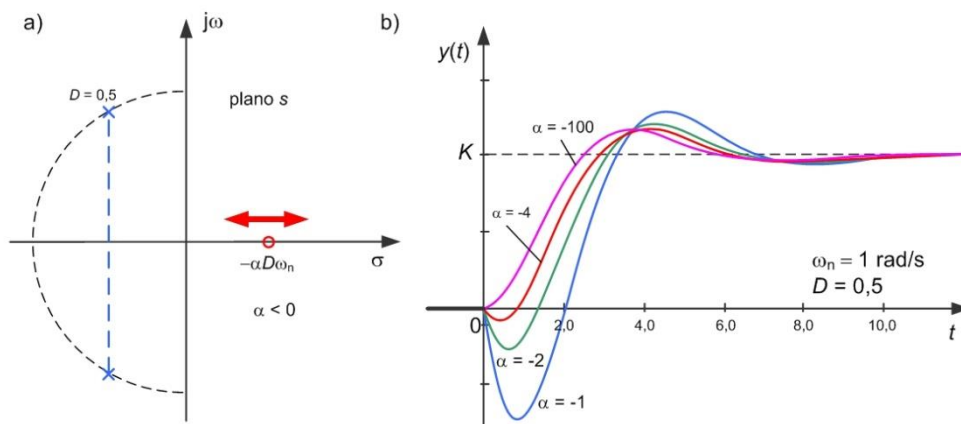 a)
jω
D = 0,5
plano s
−αDωn
σ
α < 0
b)
y(t)
α = -100
K
α = -4
ωn = 1 rad/s
D = 0,5
0
2,0
4,0
6,0
8,0
10,0
t
α = -2
α = -1